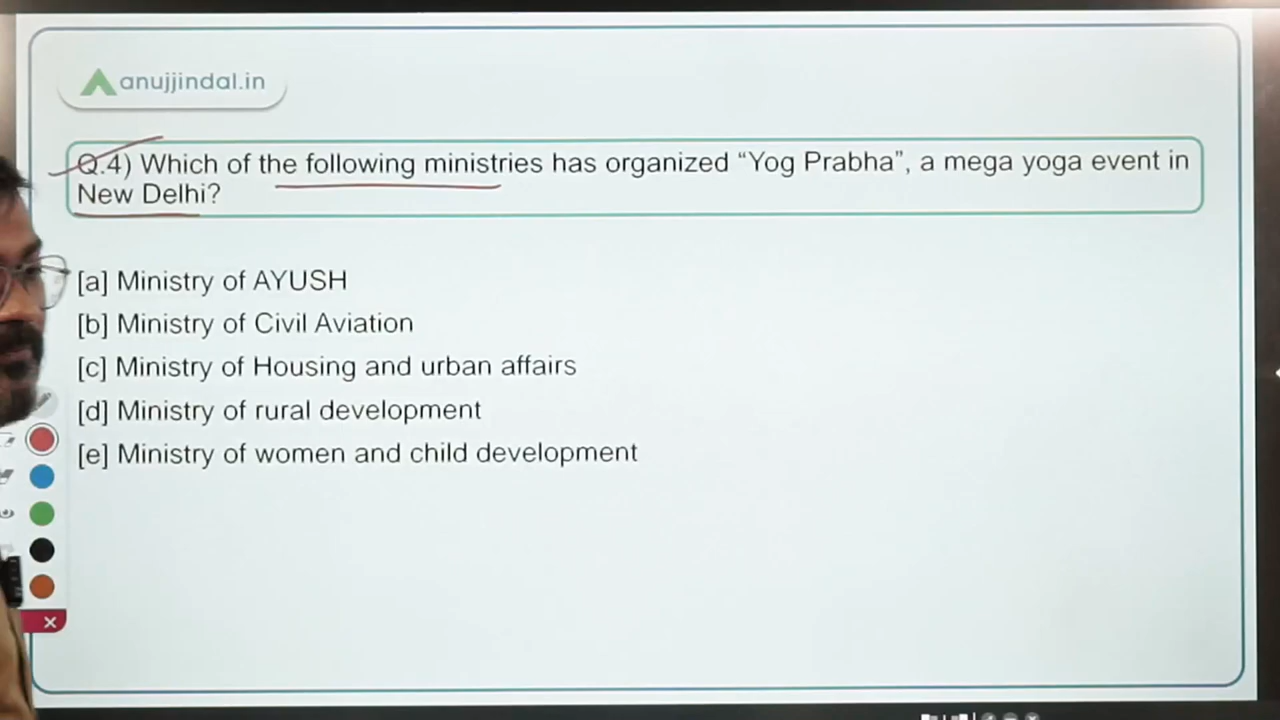 anujjindal.in
Q.4) Which of the following ministries has organized “Yog Prabha”, a mega yoga event in
New Delhi?
[a] Ministry of AYUSH
[b] Ministry of Civil Aviation
[c] Ministry of Housing and urban affairs
[d] Ministry of rural development
[e] Ministry of women and child development